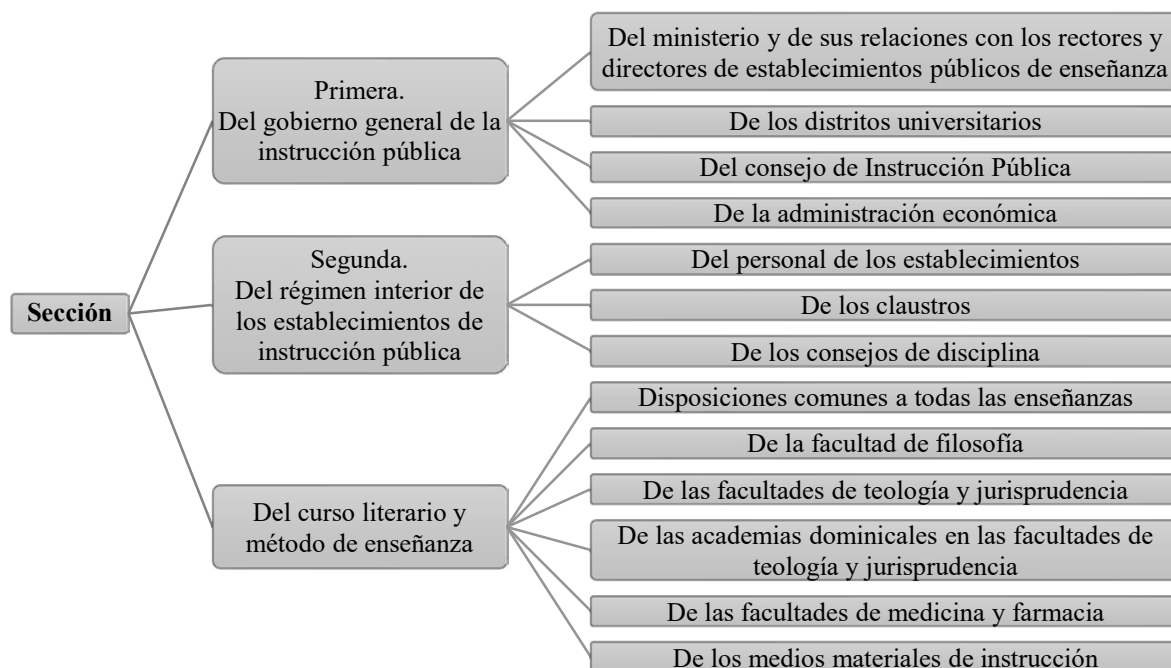 Sección
Primera.
Del gobierno general de la
instrucción pública
Del ministerio y de sus relaciones con los rectores y
directores de establecimientos públicos de enseñanza
De los distritos universitarios
Del consejo de Instrucción Pública
De la administración económica
Segunda.
Del régimen interior de
los establecimientos de
instrucción pública
Del personal de los establecimientos
De los claustros
De los consejos de disciplina
Del curso literario y
método de enseñanza
Disposiciones comunes a todas las enseñanzas
De la facultad de filosofía
De las facultades de teología y jurisprudencia
De las academias dominicales en las facultades de
teología y jurisprudencia
De las facultades de medicina y farmacia
De los medios materiales de instrucción